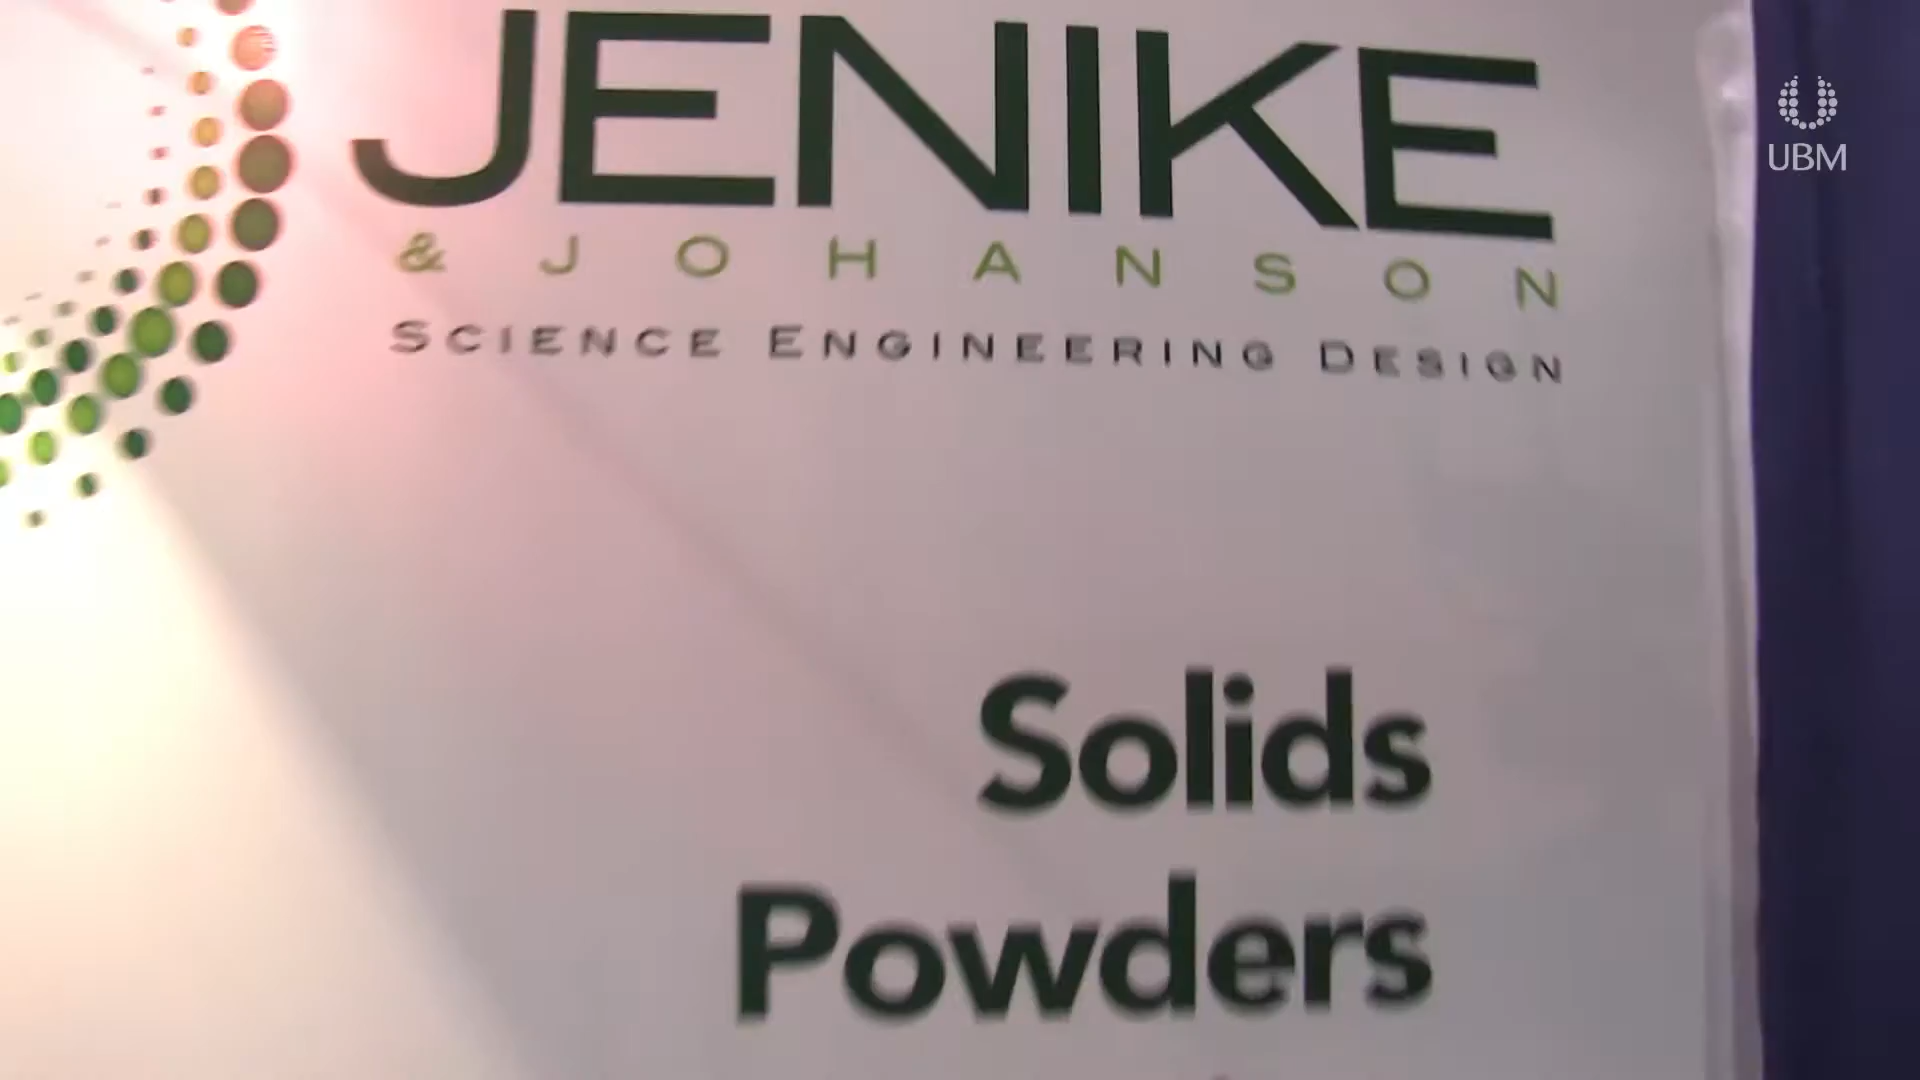 JENIKE
& JOHANSON
SCIENCE ENGINEERING DESIGN
UBM
Solids
Powders